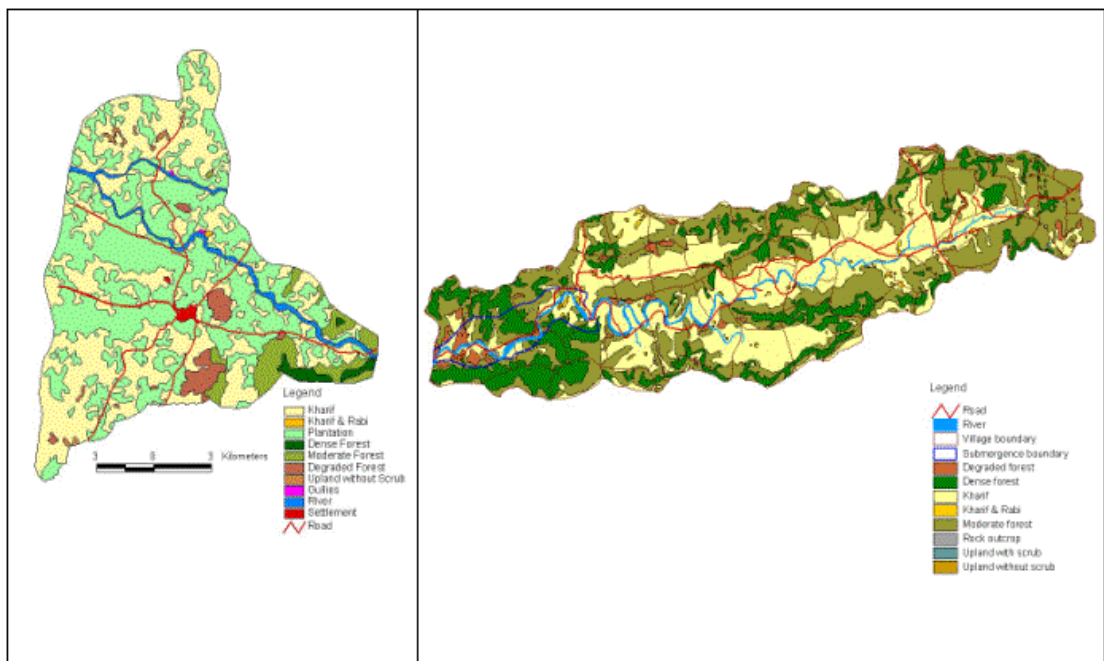 Legend
Kharif
Kharif & Rabi
Plantation
Dense Forest
Moderate Forest
Degraded Forest
Upland without Scrub
Gullies
River
Settlement
Road
3 0 3 Kilometers
Legend
Road
River
Village boundary
Submergence boundary
Degraded forest
Dense forest
Kharif
Kharif & Rabi
Moderate forest
Rock outcrop
Upland with scrub
Upland without scrub